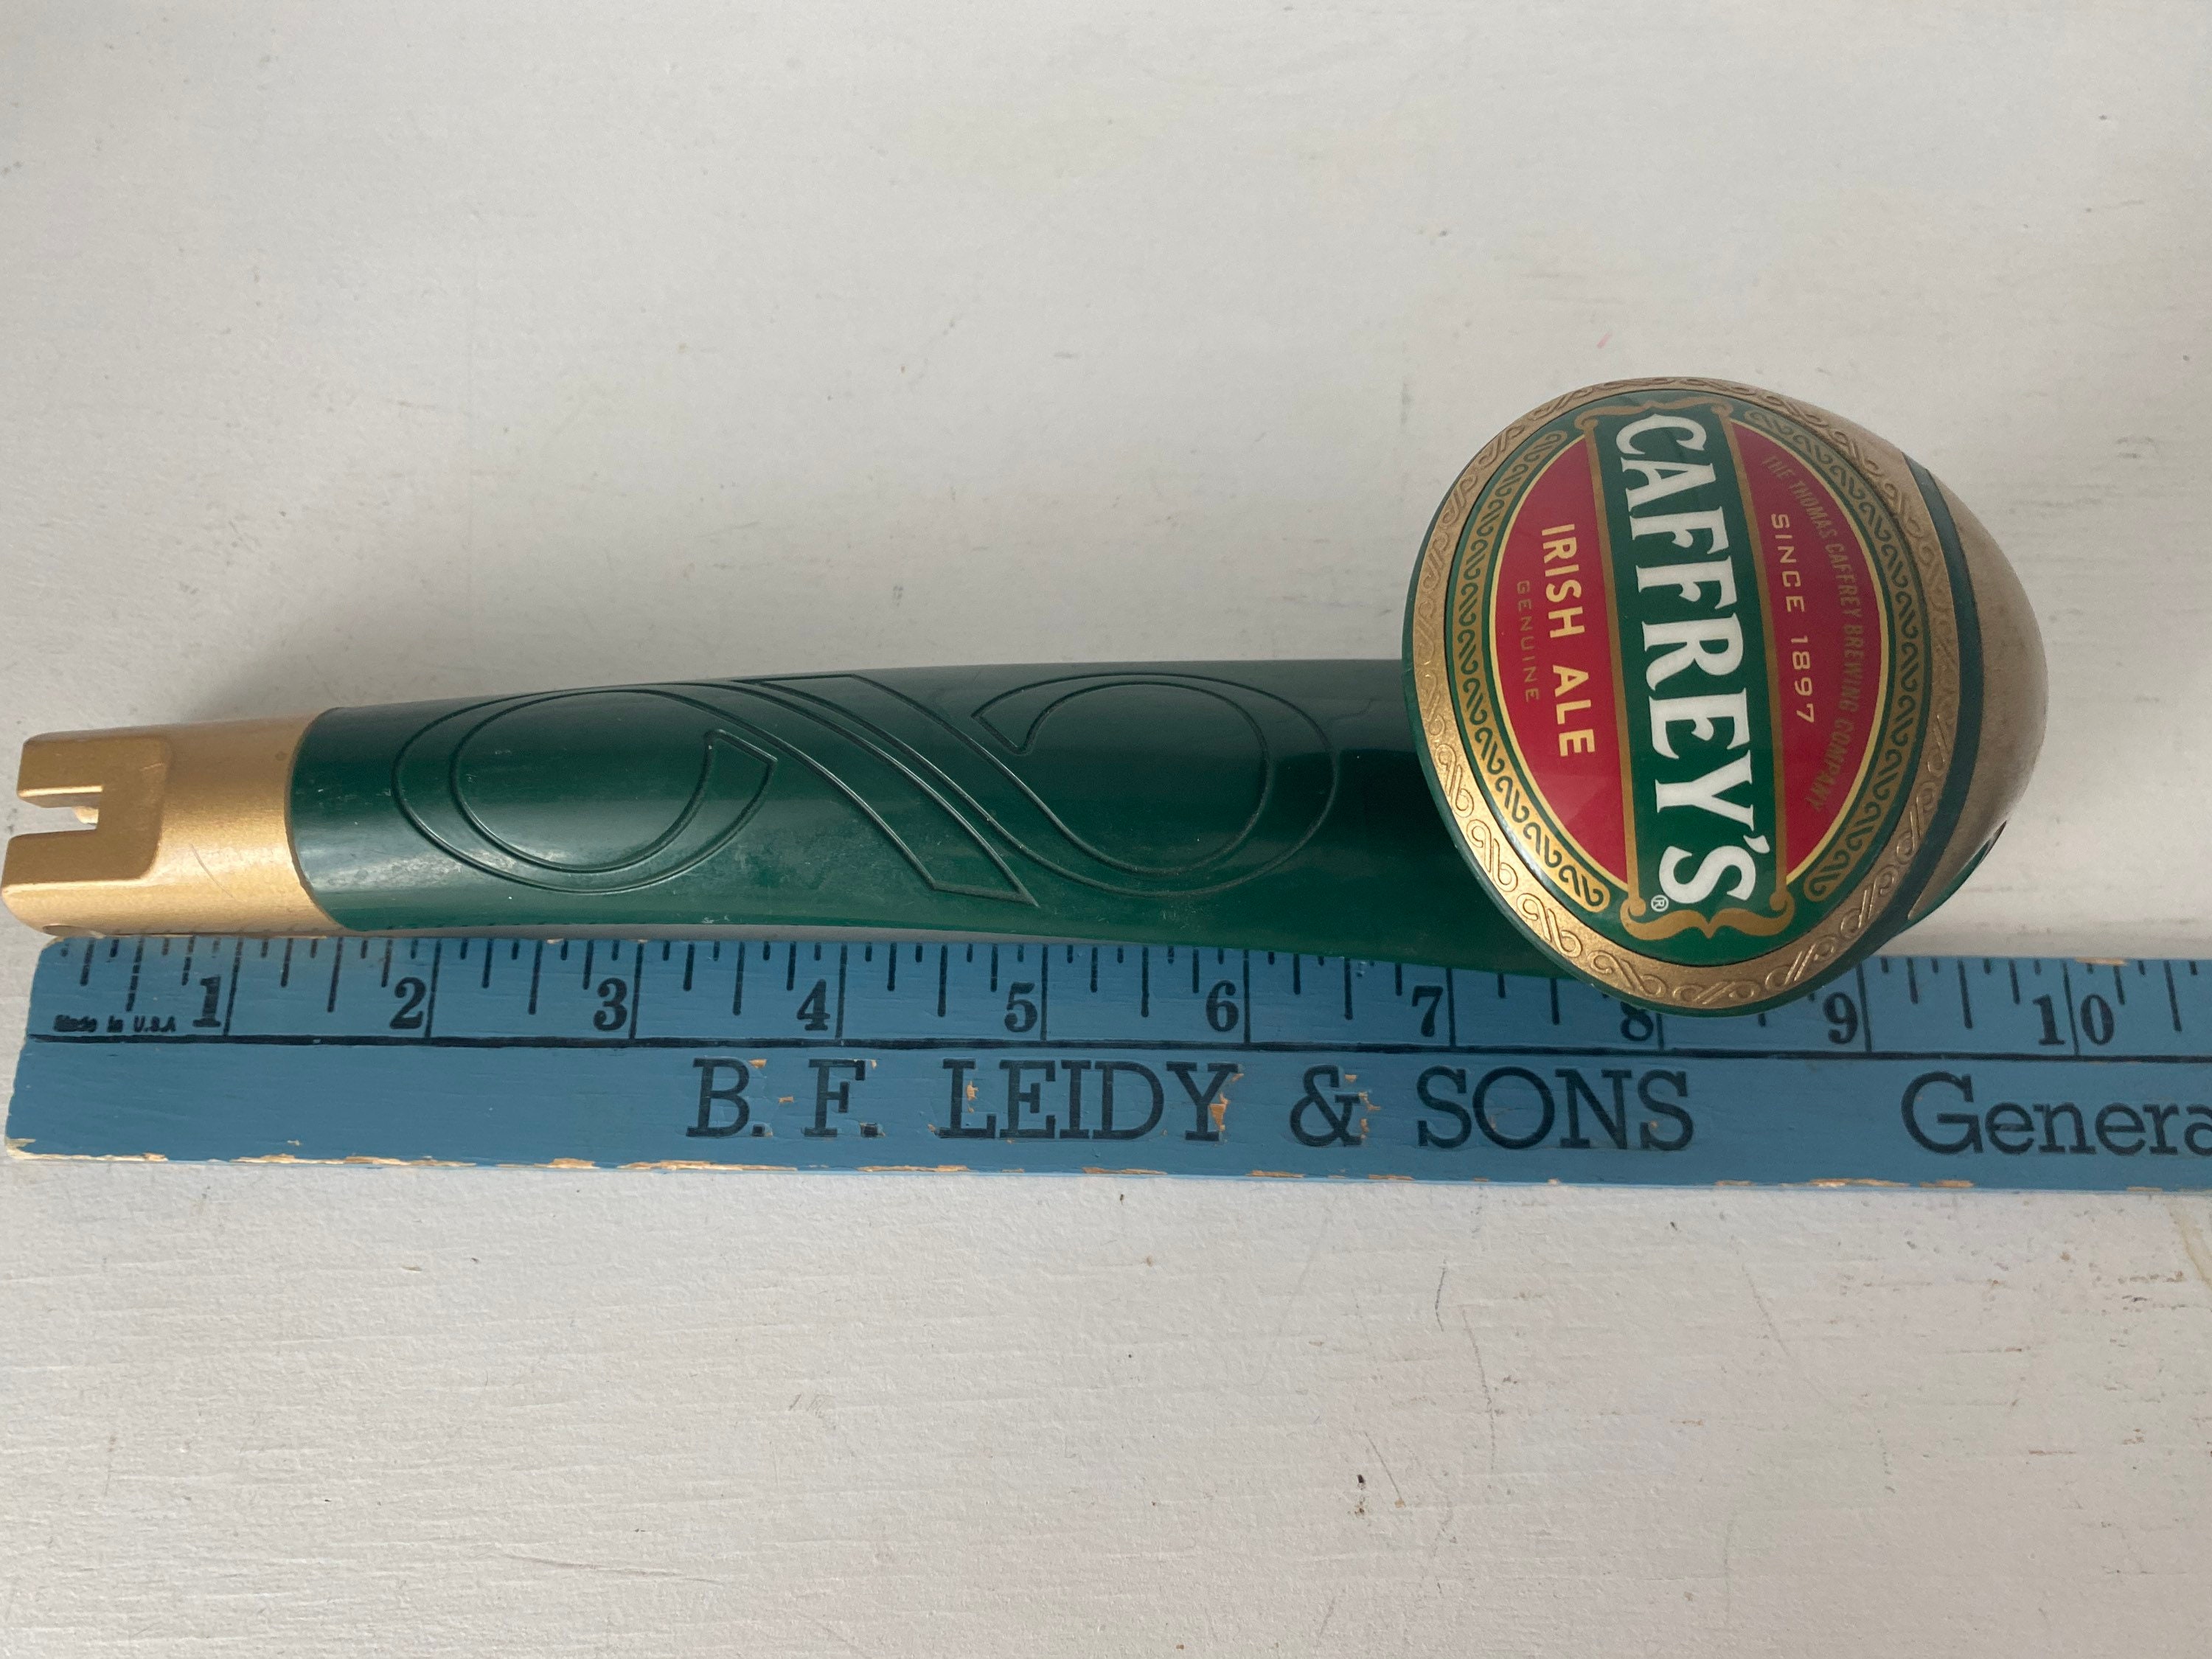 THE THOMAS CAFFREY BREWING COMPANY
SINCE 1897
CAFFREY'S®
IRISH ALE
GENUINE
1 2 3 4 5 6 7 8 9 10
Made in U.S.A
B. F. LEIDY & SONS Genera